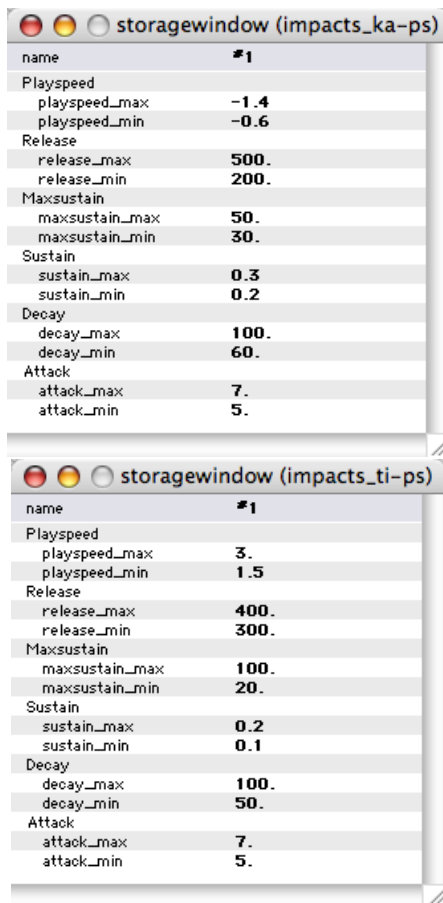 storagewindow (impacts_ka-ps)
name #1
Playspeed
playspeed_max -1.4
playspeed_min -0.6
Release
release_max 500.
release_min 200.
Maxsustain
maxsustain_max 50.
maxsustain_min 30.
Sustain
sustain_max 0.3
sustain_min 0.2
Decay
decay_max 100.
decay_min 60.
Attack
attack_max 7.
attack_min 5.
storagewindow (impacts_ti-ps)
name #1
Playspeed
playspeed_max 3.
playspeed_min 1.5
Release
release_max 400.
release_min 300.
Maxsustain
maxsustain_max 100.
maxsustain_min 20.
Sustain
sustain_max 0.2
sustain_min 0.1
Decay
decay_max 100.
decay_min 50.
Attack
attack_max 7.
attack_min 5.